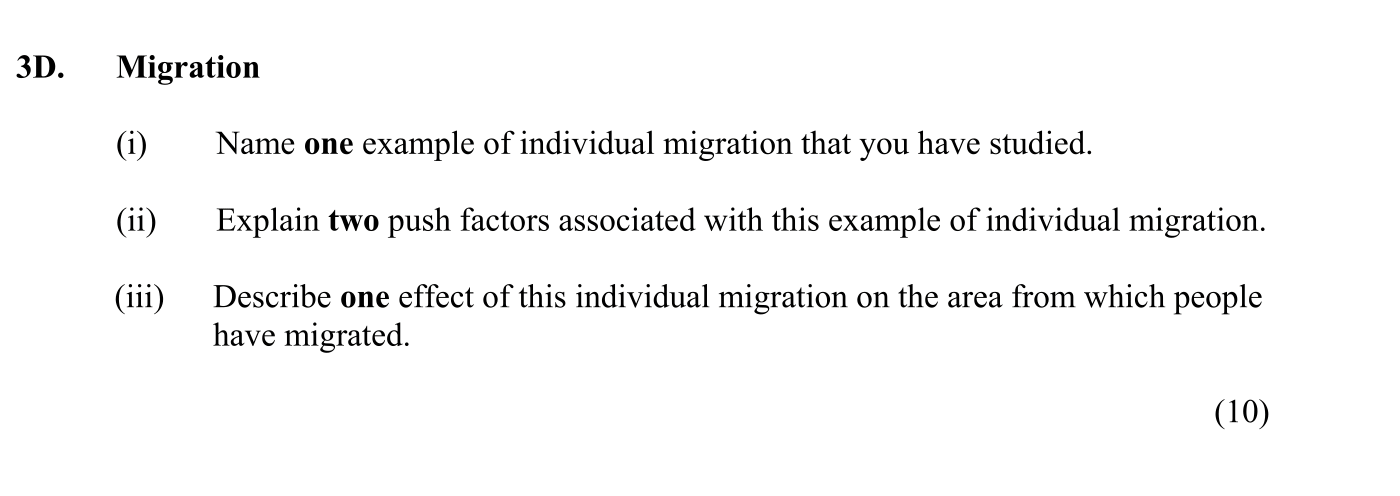 3D. Migration
(i) Name one example of individual migration that you have studied.
(ii) Explain two push factors associated with this example of individual migration.
(iii) Describe one effect of this individual migration on the area from which people
have migrated.
(10)